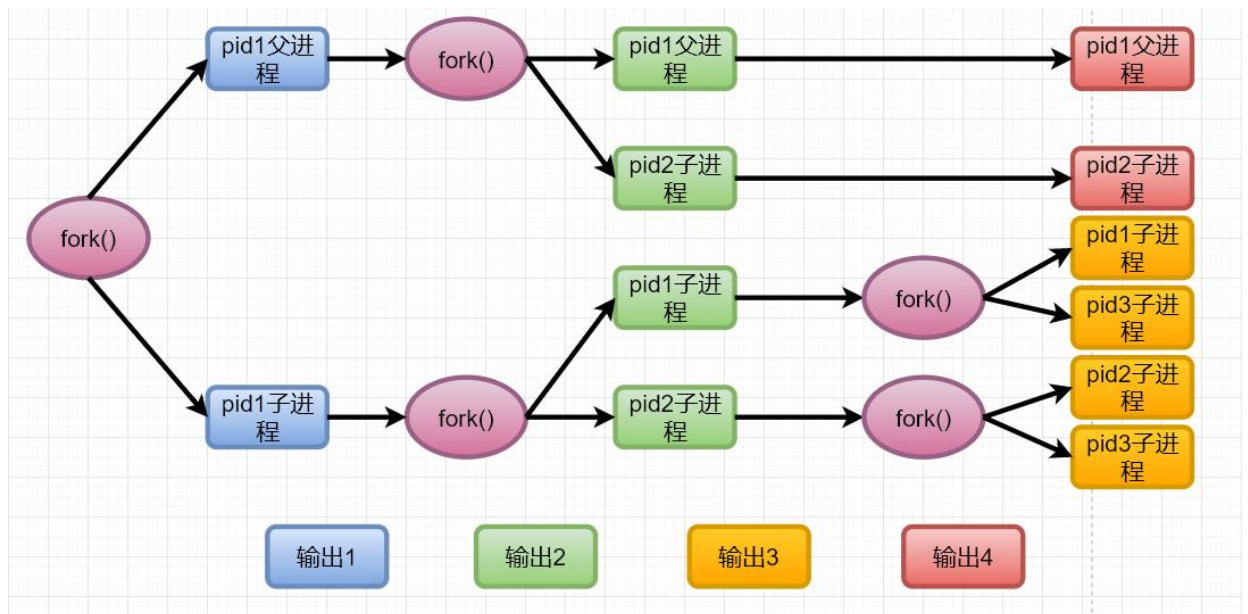 pid1父进
程
fork()
pid1父进
程
pid1父进
程
pid2子进
程
pid2子进
程
fork()
pid1子进
程
pid1子进
程
fork()
pid3子进
程
pid1子进
程
fork()
pid2子进
程
fork()
pid2子进
程
pid3子进
程
输出1
输出2
输出3
输出4